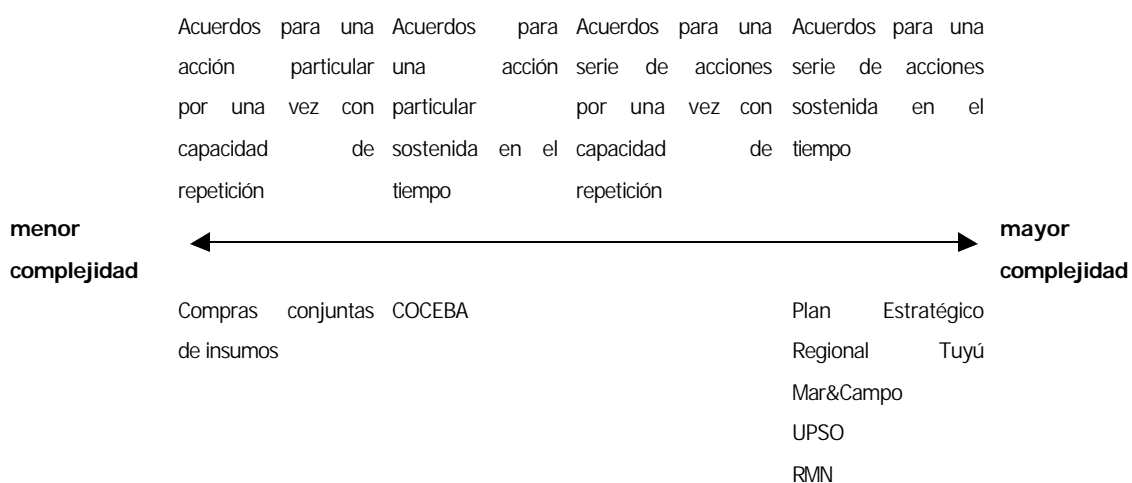 Acuerdos para una
acción particular
por una vez con
capacidad de
repetición
Acuerdos para
una acción
particular
sostenida en el
tiempo
Acuerdos para una
serie de acciones
por una vez con
capacidad de
repetición
Acuerdos para una
serie de acciones
sostenida en el
tiempo
menor
complejidad
mayor
complejidad
Compras conjuntas
de insumos
COCEBA
Plan Estratégico
Regional Tuyú
Mar&Campo
UPSO
RMN